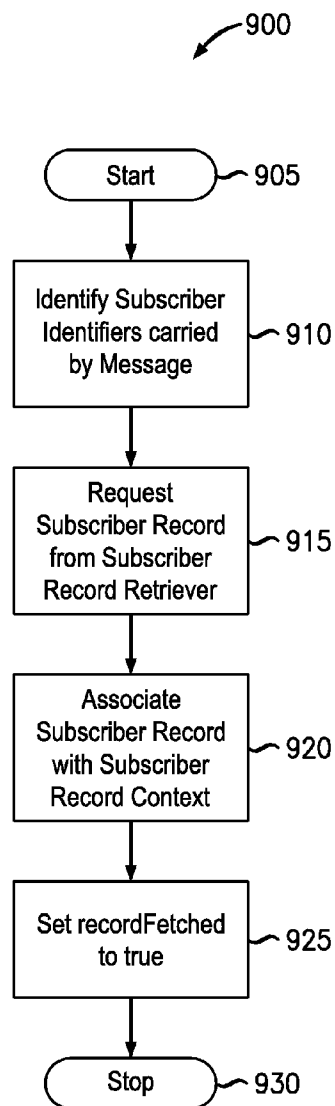 900
Start
905
Identify Subscriber
Identifiers carried
by Message
910
Request
Subscriber Record
from Subscriber
Record Retriever
915
Associate
Subscriber Record
with Subscriber
Record Context
920
Set recordFetched
to true
925
Stop
930